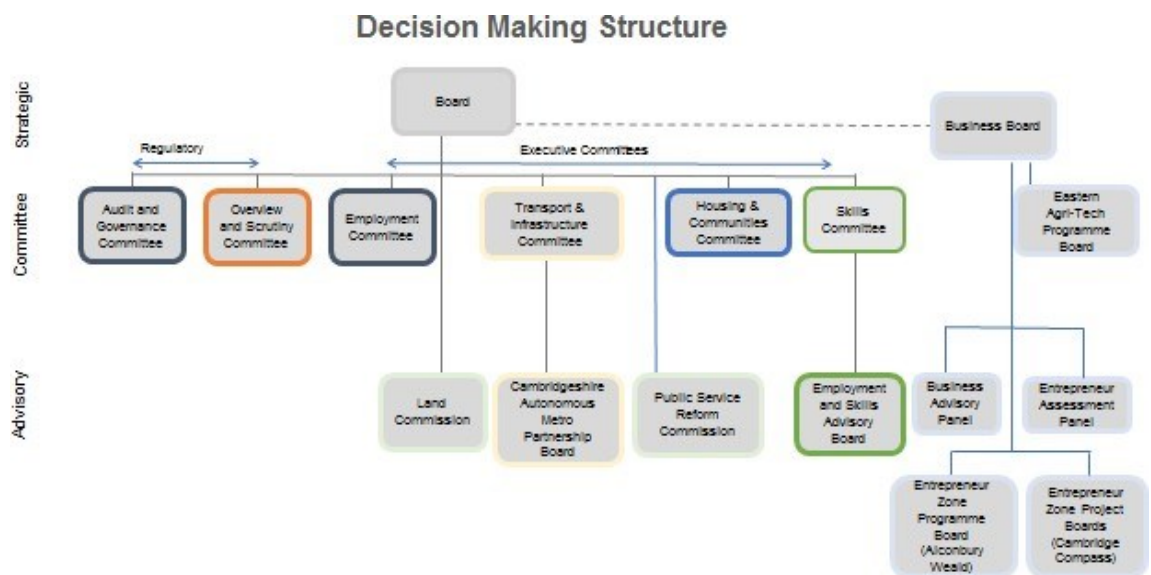 Decision Making Structure
Strategic
Board
Business Board
Regulatory
Executive Committees
Committee
Audit and
Governance
Committee
Overview
and Scrutiny
Committee
Employment
Committee
Transport &
Infrastructure
Committee
Housing &
Communities
Committee
Skills
Committee
Eastern
Agri-Tech
Programme
Board
Advisory
Land
Commission
Cambridgeshire
Autonomous
Metro
Partnership
Board
Public Service
Reform
Commission
Employment
and Skills
Advisory
Board
Business
Advisory
Panel
Entrepreneur
Assessment
Panel
Entrepreneur
Zone
Programme
Board
(Alconbury
Weald)
Entrepreneur
Zone Project
Boards
(Cambridge
Compass)